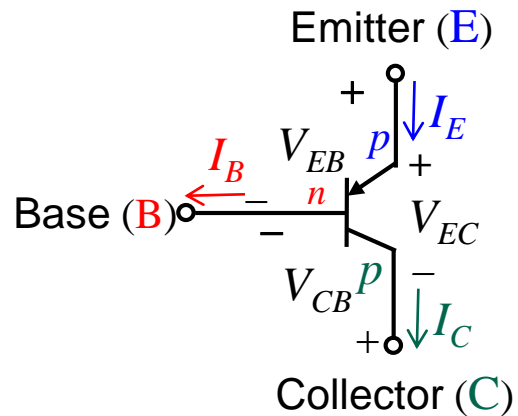 Emitter (E)
+
I_E
V_EB
p
+
I_B
–
n
Base (B)
–
V_EC
V_CB
p
–
I_C
+
Collector (C)